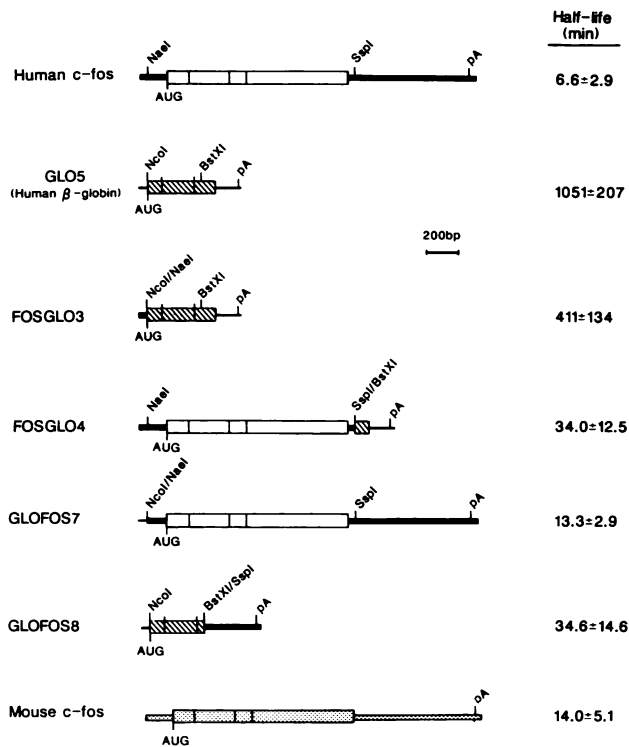 Half-life
(min)
NaeI
SspI
pA
Human c-fos
6.6±2.9
AUG
NcoI
BstXI
pA
GLO5
(Human β-globin)
1051±207
AUG
200bp
NcoI/NaeI
BstXI
pA
FOSGLO3
411±134
AUG
SspI/BstXI
NaeI
pA
FOSGLO4
34.0±12.5
AUG
NcoI/NaeI
SspI
pA
GLOFOS7
13.3±2.9
AUG
BstXI/SspI
NcoI
pA
GLOFOS8
34.6±14.6
AUG
pA
Mouse c-fos
14.0±5.1
AUG